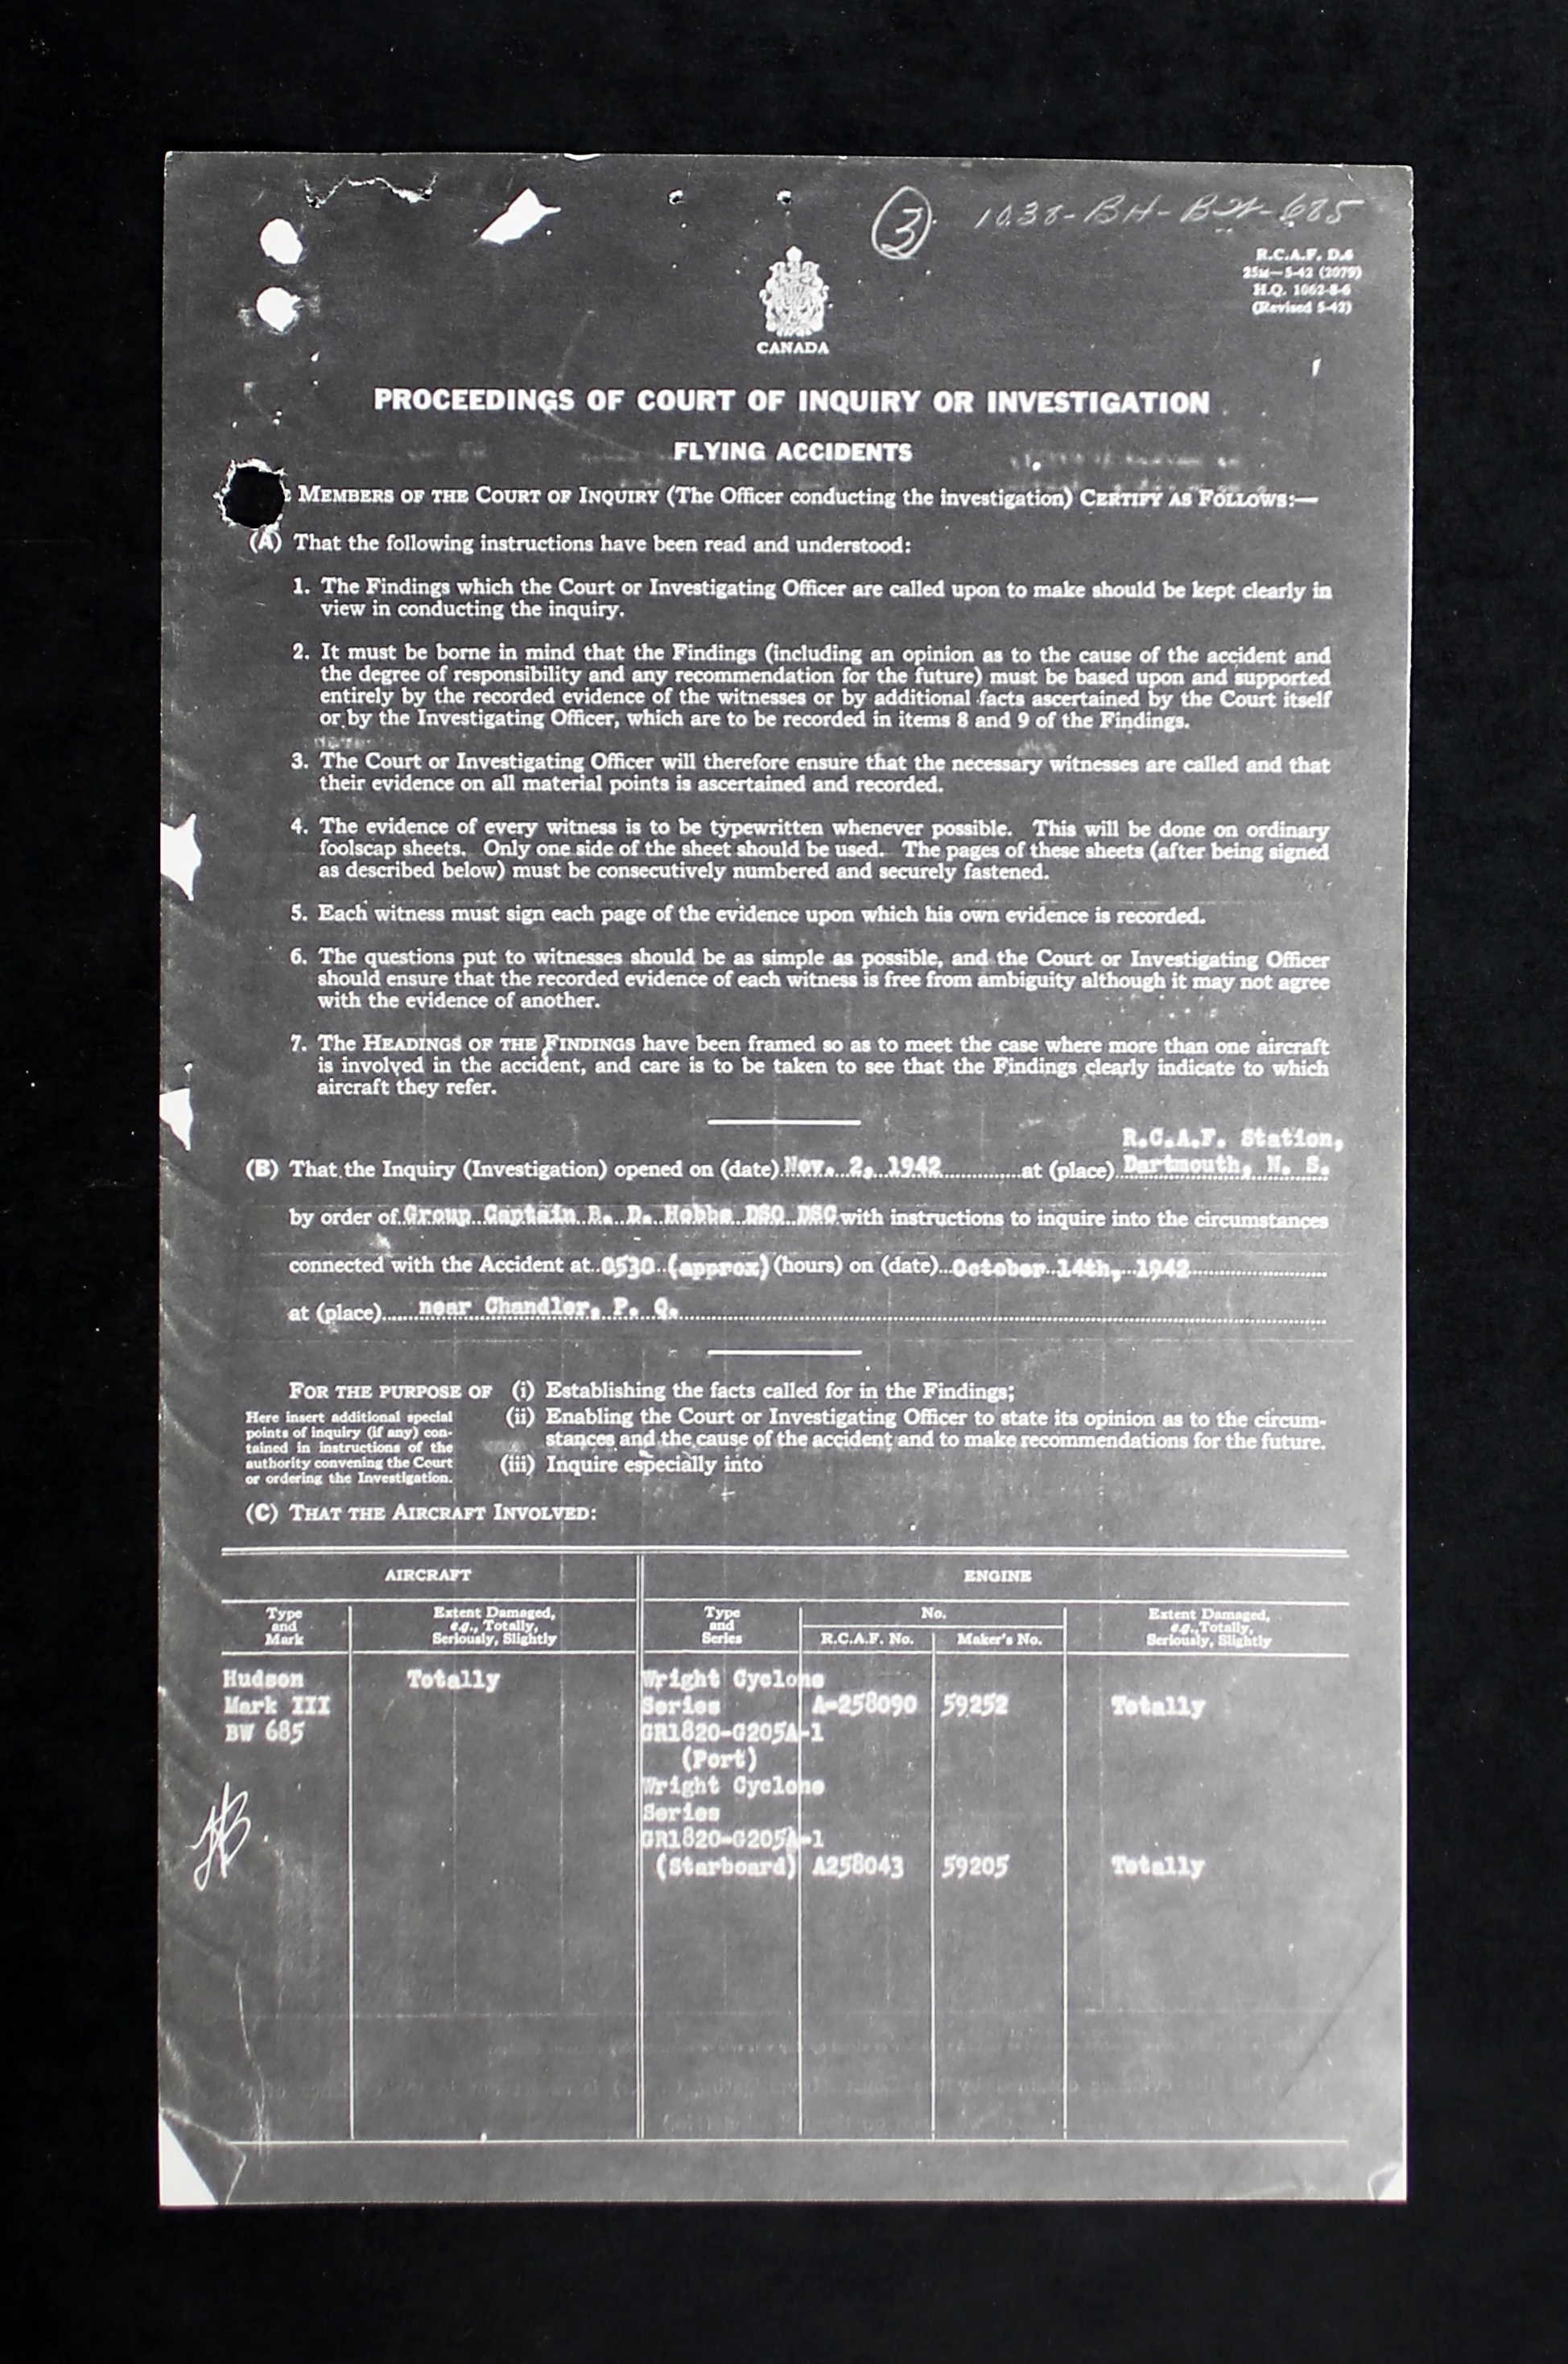 3 1038-BH-BW-685
R.C.A.F. D.6
25M—5-42 (2079)
H.Q. 1062-8-6
(Revised 5-42)
CANADA
PROCEEDINGS OF COURT OF INQUIRY OR INVESTIGATION
FLYING ACCIDENTS
MEMBERS OF THE COURT OF INQUIRY (The Officer conducting the investigation) CERTIFY AS FOLLOWS:—
(A) That the following instructions have been read and understood:
1. The Findings which the Court or Investigating Officer are called upon to make should be kept clearly in
view in conducting the inquiry.
2. It must be borne in mind that the Findings (including an opinion as to the cause of the accident and
the degree of responsibility and any recommendation for the future) must be based upon and supported
entirely by the recorded evidence of the witnesses or by additional facts ascertained by the Court itself
or by the Investigating Officer, which are to be recorded in items 8 and 9 of the Findings.
3. The Court or Investigating Officer will therefore ensure that the necessary witnesses are called and that
their evidence on all material points is ascertained and recorded.
4. The evidence of every witness is to be typewritten whenever possible. This will be done on ordinary
foolscap sheets. Only one side of the sheet should be used. The pages of these sheets (after being signed
as described below) must be consecutively numbered and securely fastened.
5. Each witness must sign each page of the evidence upon which his own evidence is recorded.
6. The questions put to witnesses should be as simple as possible, and the Court or Investigating Officer
should ensure that the recorded evidence of each witness is free from ambiguity although it may not agree
with the evidence of another.
7. The HEADINGS OF THE FINDINGS have been framed so as to meet the case where more than one aircraft
is involved in the accident, and care is to be taken to see that the Findings clearly indicate to which
aircraft they refer.
R.C.A.F. Station,
(B) That the Inquiry (Investigation) opened on (date) Nov. 2, 1942 at (place) Dartmouth, N. S.
by order of Group Captain B. D. Hobbs DSO DSC with instructions to inquire into the circumstances
connected with the Accident at 0530 (approx) (hours) on (date) October 14th, 1942
at (place) near Chandler, P. Q.
FOR THE PURPOSE OF (i) Establishing the facts called for in the Findings;
Here insert additional special
points of inquiry (if any) con-
tained in instructions of the
authority convening the Court
or ordering the Investigation.
(ii) Enabling the Court or Investigating Officer to state its opinion as to the circum-
stances and the cause of the accident and to make recommendations for the future.
(iii) Inquire especially into
(C) THAT THE AIRCRAFT INVOLVED:
AIRCRAFT ENGINE
Type
and
Mark
Extent Damaged,
e.g., Totally,
Seriously, Slightly
Type
and
Series
No.
R.C.A.F. No. Maker's No.
Extent Damaged,
e.g., Totally,
Seriously, Slightly
Hudson Totally Wright Cyclone
Mark III Series A-258090 59252 Totally
BW 685 GR1820-G205A-1
(Port)
Wright Cyclone
Series
GR1820-G205A-1
(Starboard) A258043 59205 Totally